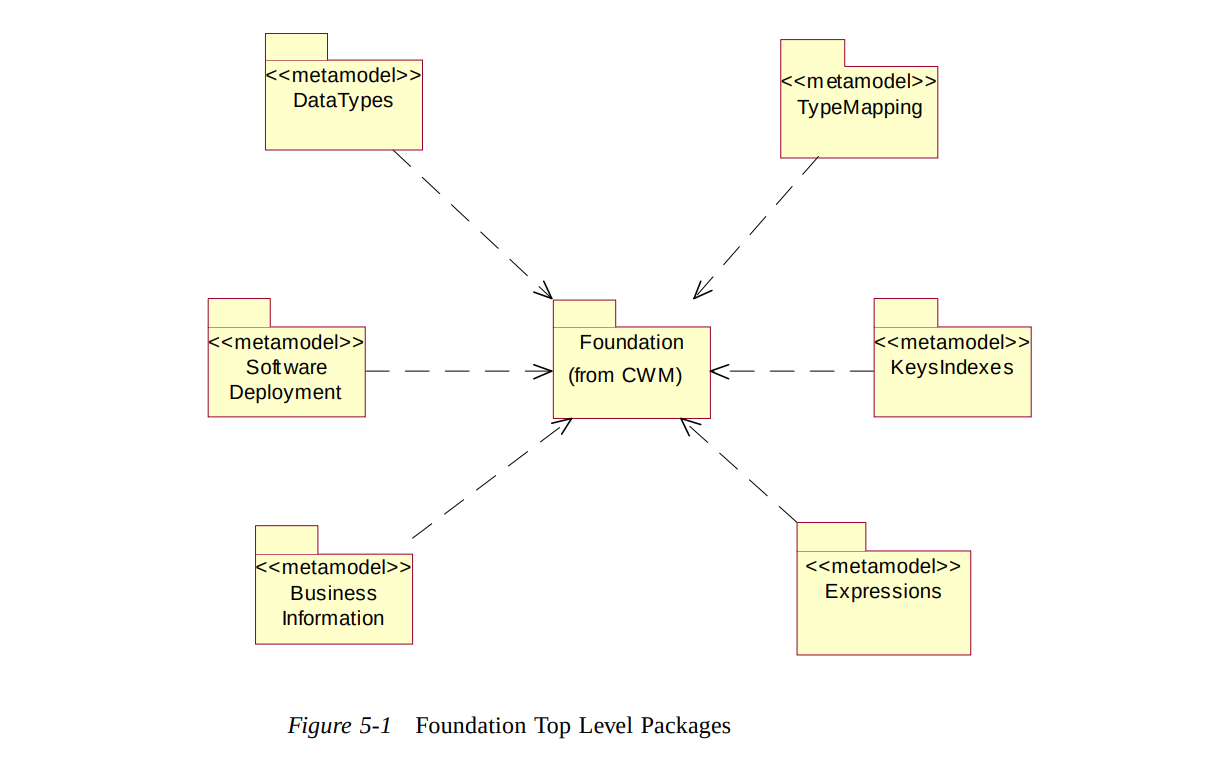 <<metamodel>>
DataTypes
<<metamodel>>
TypeMapping
<<metamodel>>
Software
Deployment
Foundation
(from CWM)
<<metamodel>>
KeysIndexes
<<metamodel>>
Business
Information
<<metamodel>>
Expressions
Figure 5-1 Foundation Top Level Packages